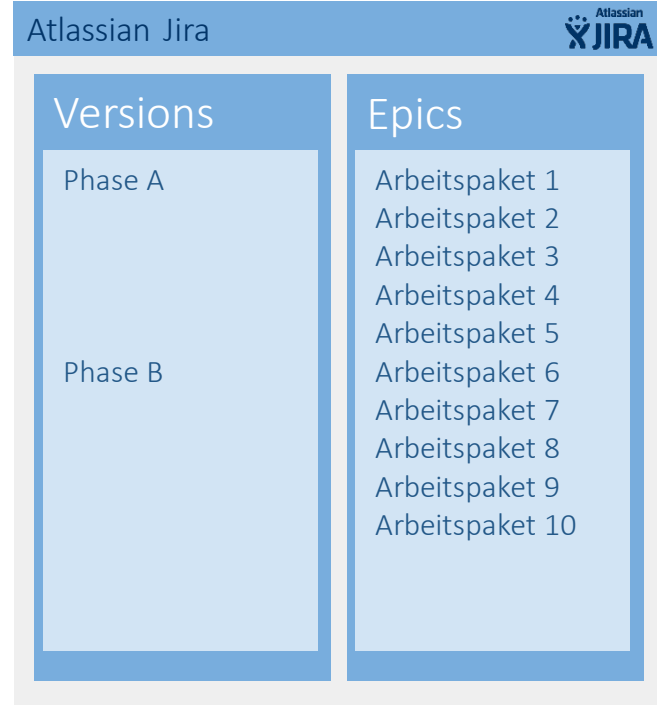 Atlassian Jira
Atlassian
JIRA
Versions
Phase A
Phase B
Epics
Arbeitspaket 1
Arbeitspaket 2
Arbeitspaket 3
Arbeitspaket 4
Arbeitspaket 5
Arbeitspaket 6
Arbeitspaket 7
Arbeitspaket 8
Arbeitspaket 9
Arbeitspaket 10